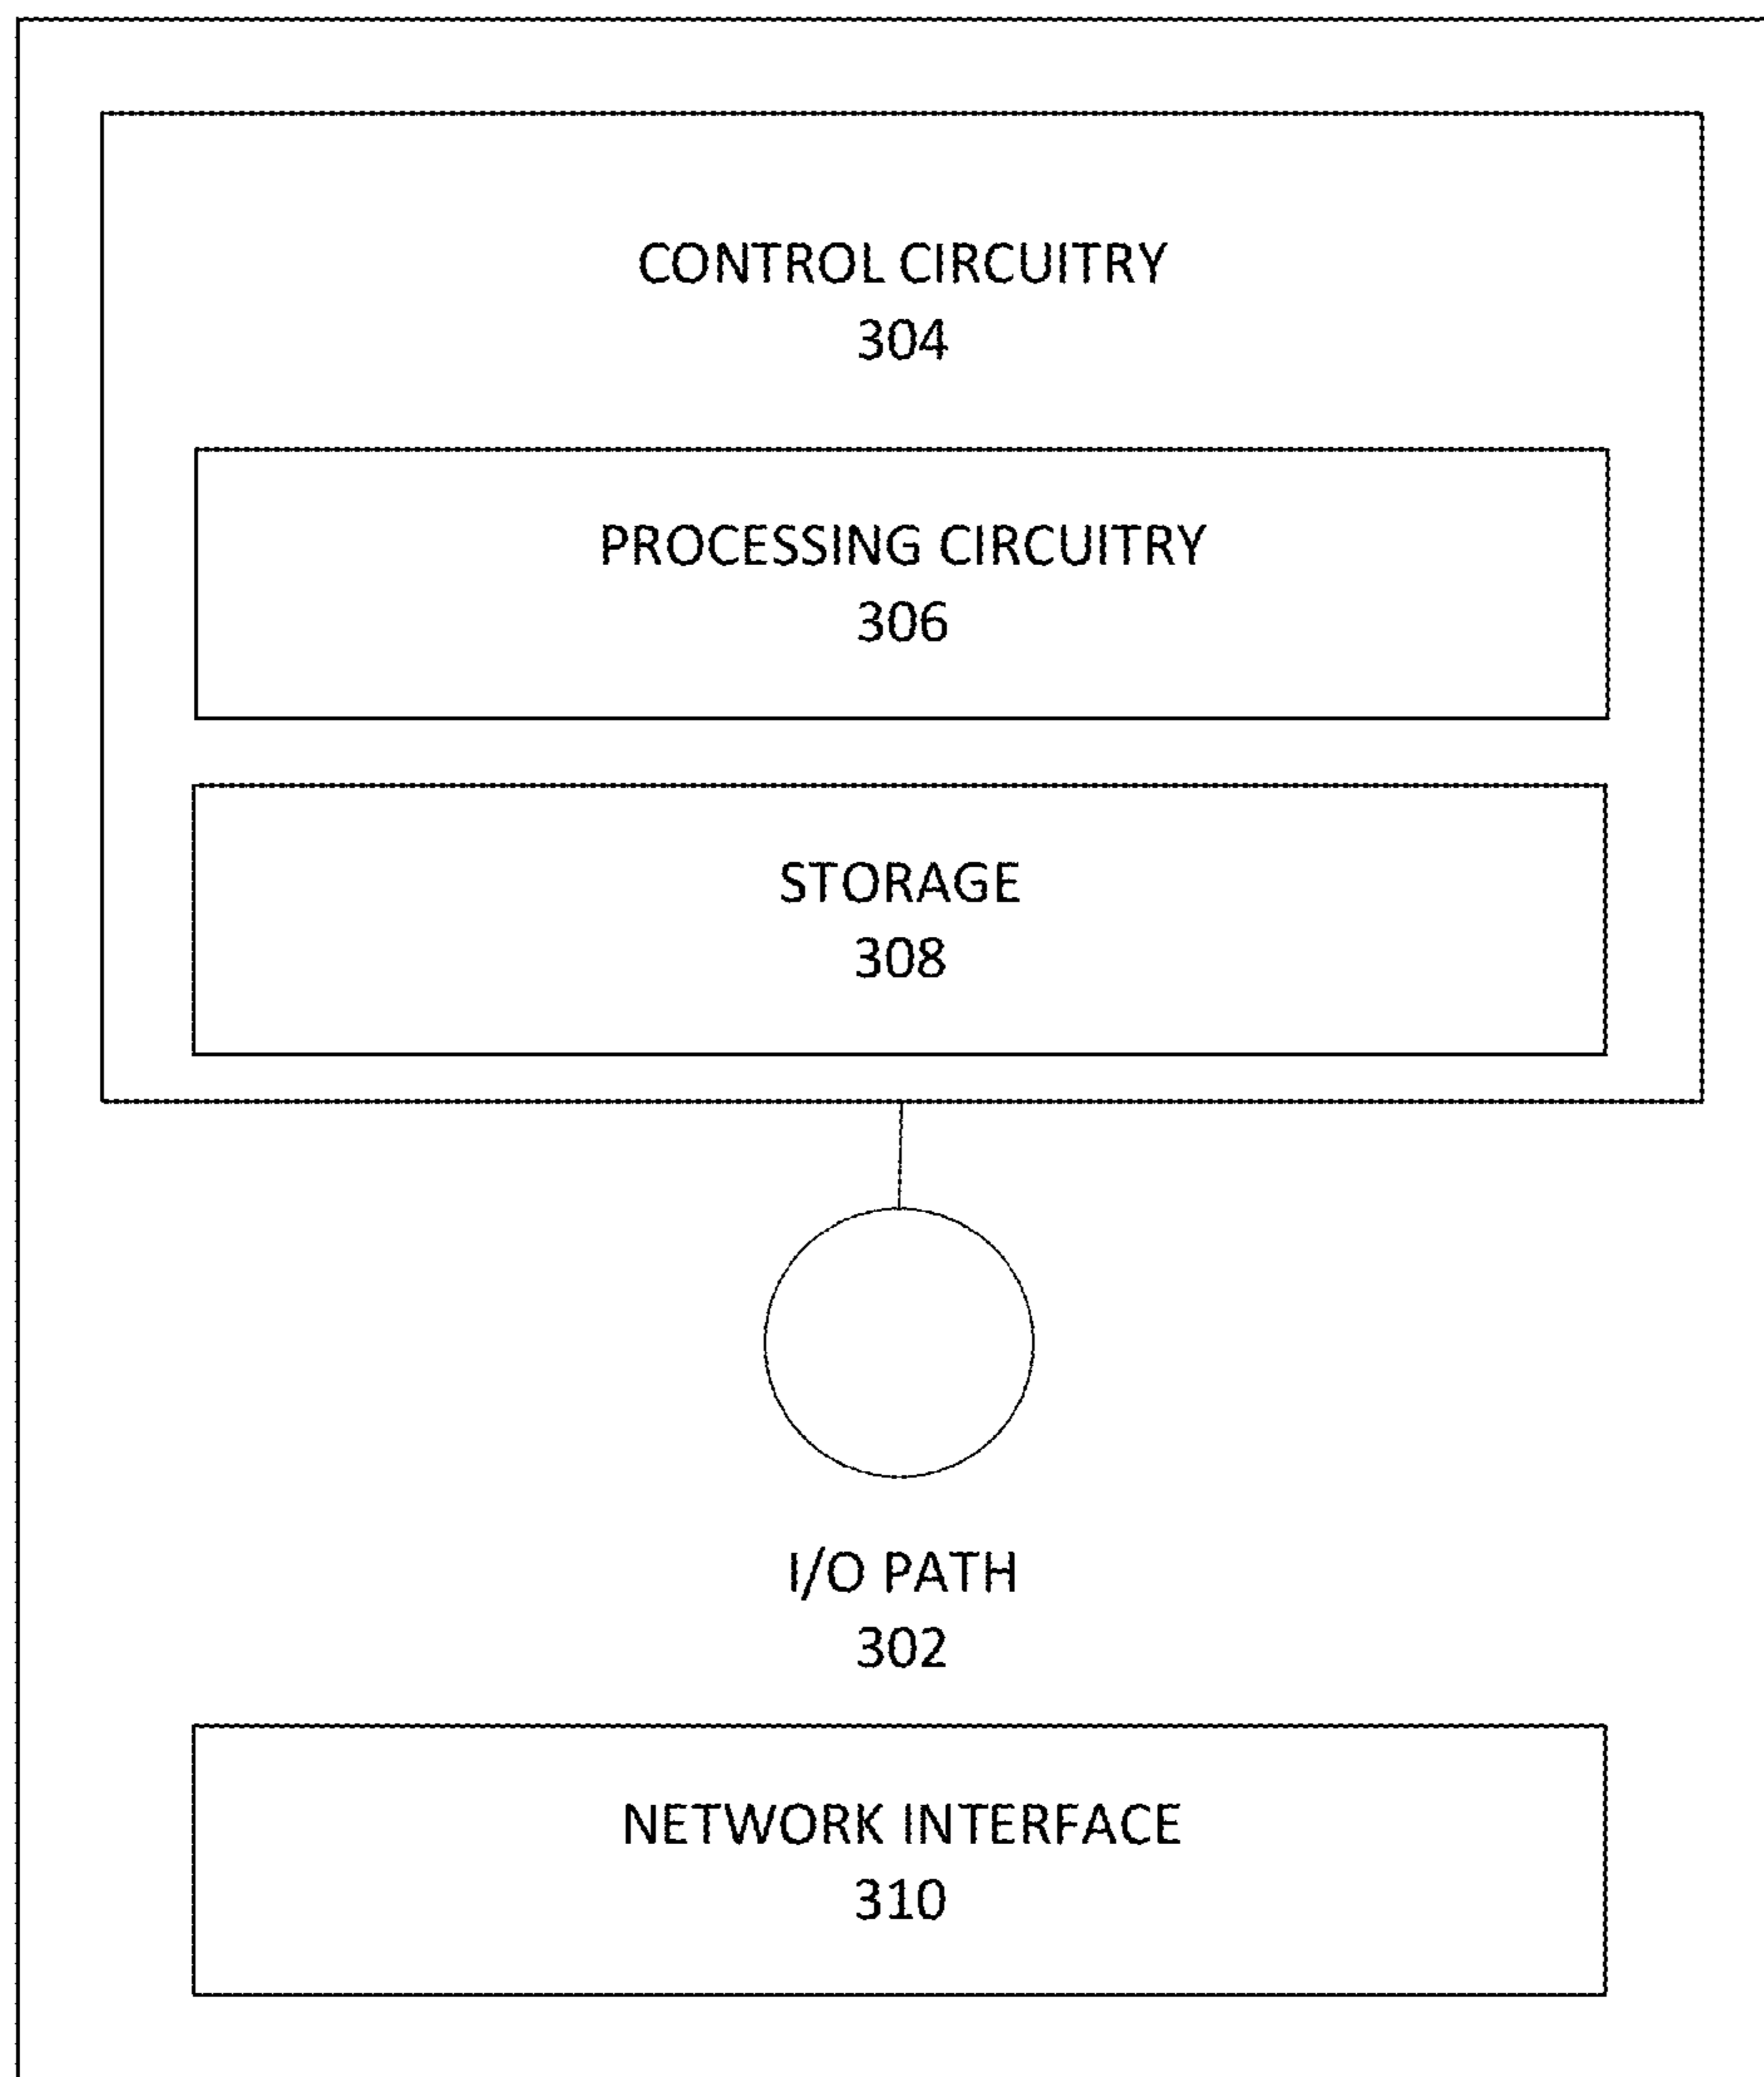 CONTROL CIRCUITRY
304
PROCESSING CIRCUITRY
306
STORAGE
308
I/O PATH
302
NETWORK INTERFACE
310